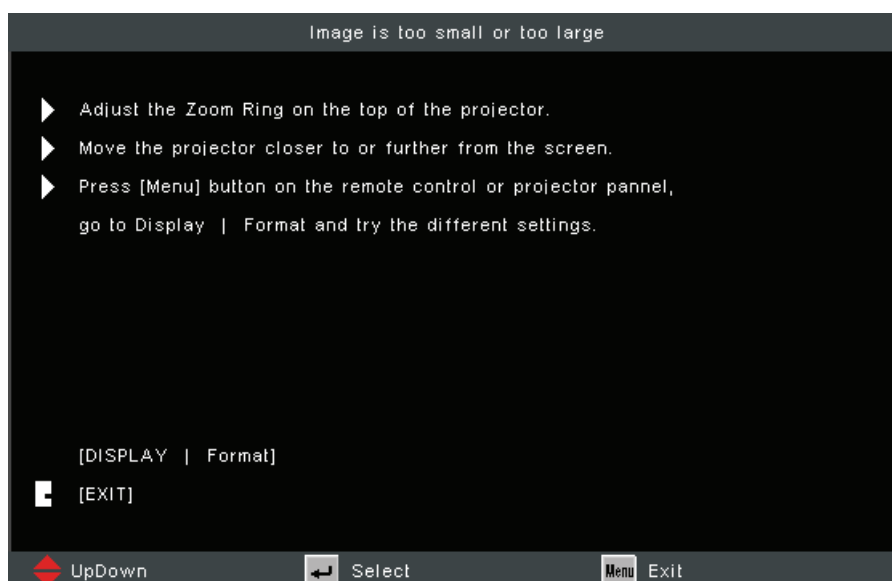 Image is too small or too large
Adjust the Zoom Ring on the top of the projector.
Move the projector closer to or further from the screen.
Press [Menu] button on the remote control or projector pannel,
go to Display | Format and try the different settings.
[DISPLAY | Format]
[EXIT]
UpDown Select Menu Exit